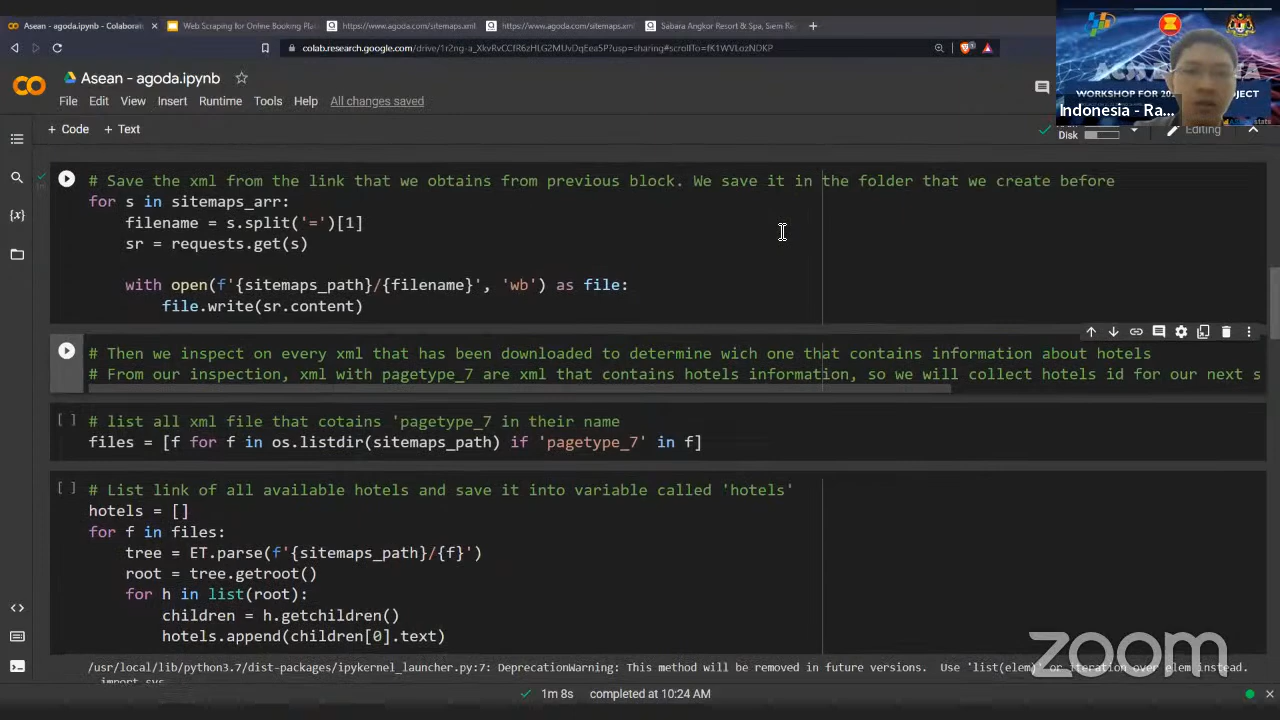 Asean - agoda.ipynb - Colaborat
Web Scraping for Online Booking Pla
https://www.agoda.com/sitemaps.xml
https://www.agoda.com/sitemaps.xml
Sabara Angkor Resort & Spa, Siem Re
Asean - agoda.ipynb
File Edit View Insert Runtime Tools Help All changes saved
+ Code + Text
Disk
Editing
WORKSHOP FOR
Indonesia - Ra...
# Save the xml from the link that we obtains from previous block. We save it in the folder that we create before
for s in sitemaps_arr:
filename = s.split('=')[1]
sr = requests.get(s)
with open(f'{sitemaps_path}/{filename}', 'wb') as file:
file.write(sr.content)
# Then we inspect on every xml that has been downloaded to determine wich one that contains information about hotels
# From our inspection, xml with pagetype_7 are xml that contains hotels information, so we will collect hotels id for our next s
[ ] # list all xml file that cotains 'pagetype_7 in their name
files = [f for f in os.listdir(sitemaps_path) if 'pagetype_7' in f]
[ ] # List link of all available hotels and save it into variable called 'hotels'
hotels = []
for f in files:
tree = ET.parse(f'{sitemaps_path}/{f}')
root = tree.getroot()
for h in list(root):
children = h.getchildren()
hotels.append(children[0].text)
/usr/local/lib/python3.7/dist-packages/ipykernel_launcher.py:7: DeprecationWarning: This method will be removed in future versions. Use 'list(elem)' or iteration over elem instead.
import sys
zoom
1m 8s completed at 10:24 AM